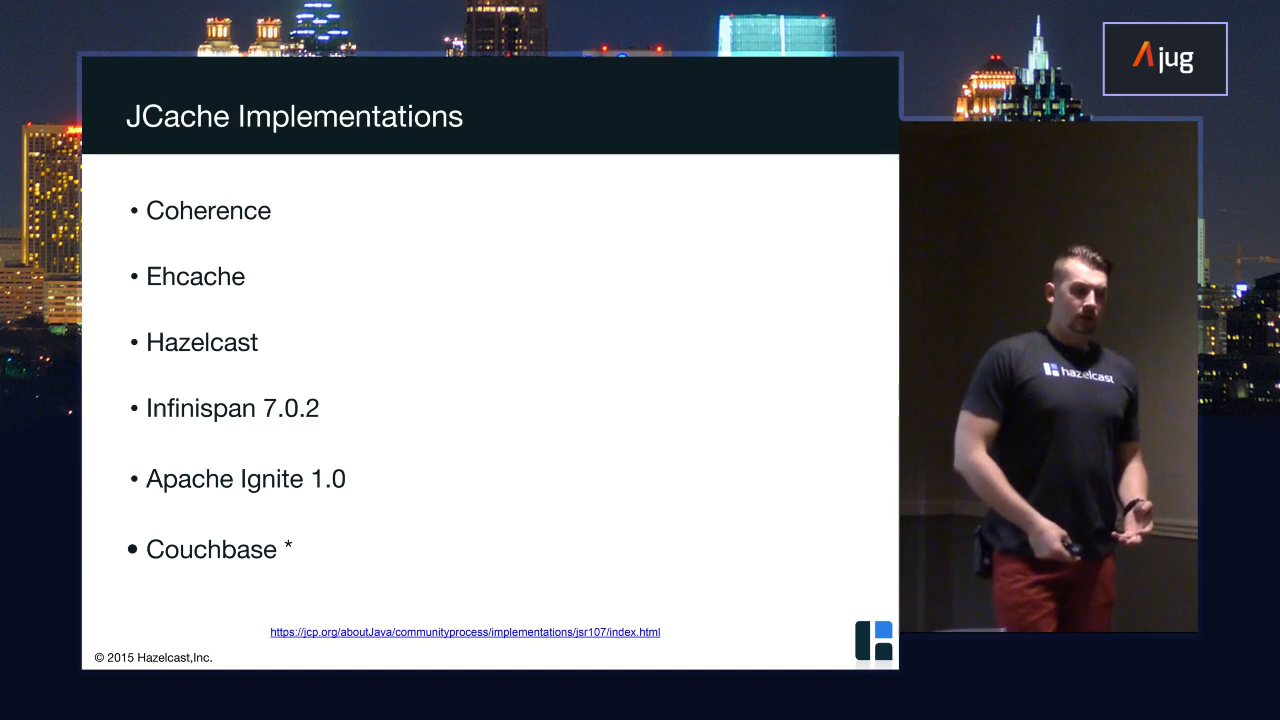 JCache Implementations
• Coherence
• Ehcache
• Hazelcast
• Infinispan 7.0.2
• Apache Ignite 1.0
• Couchbase *
https://jcp.org/aboutJava/communityprocess/implementations/jsr107/index.html
© 2015 Hazelcast,Inc.
jug
hazelcast